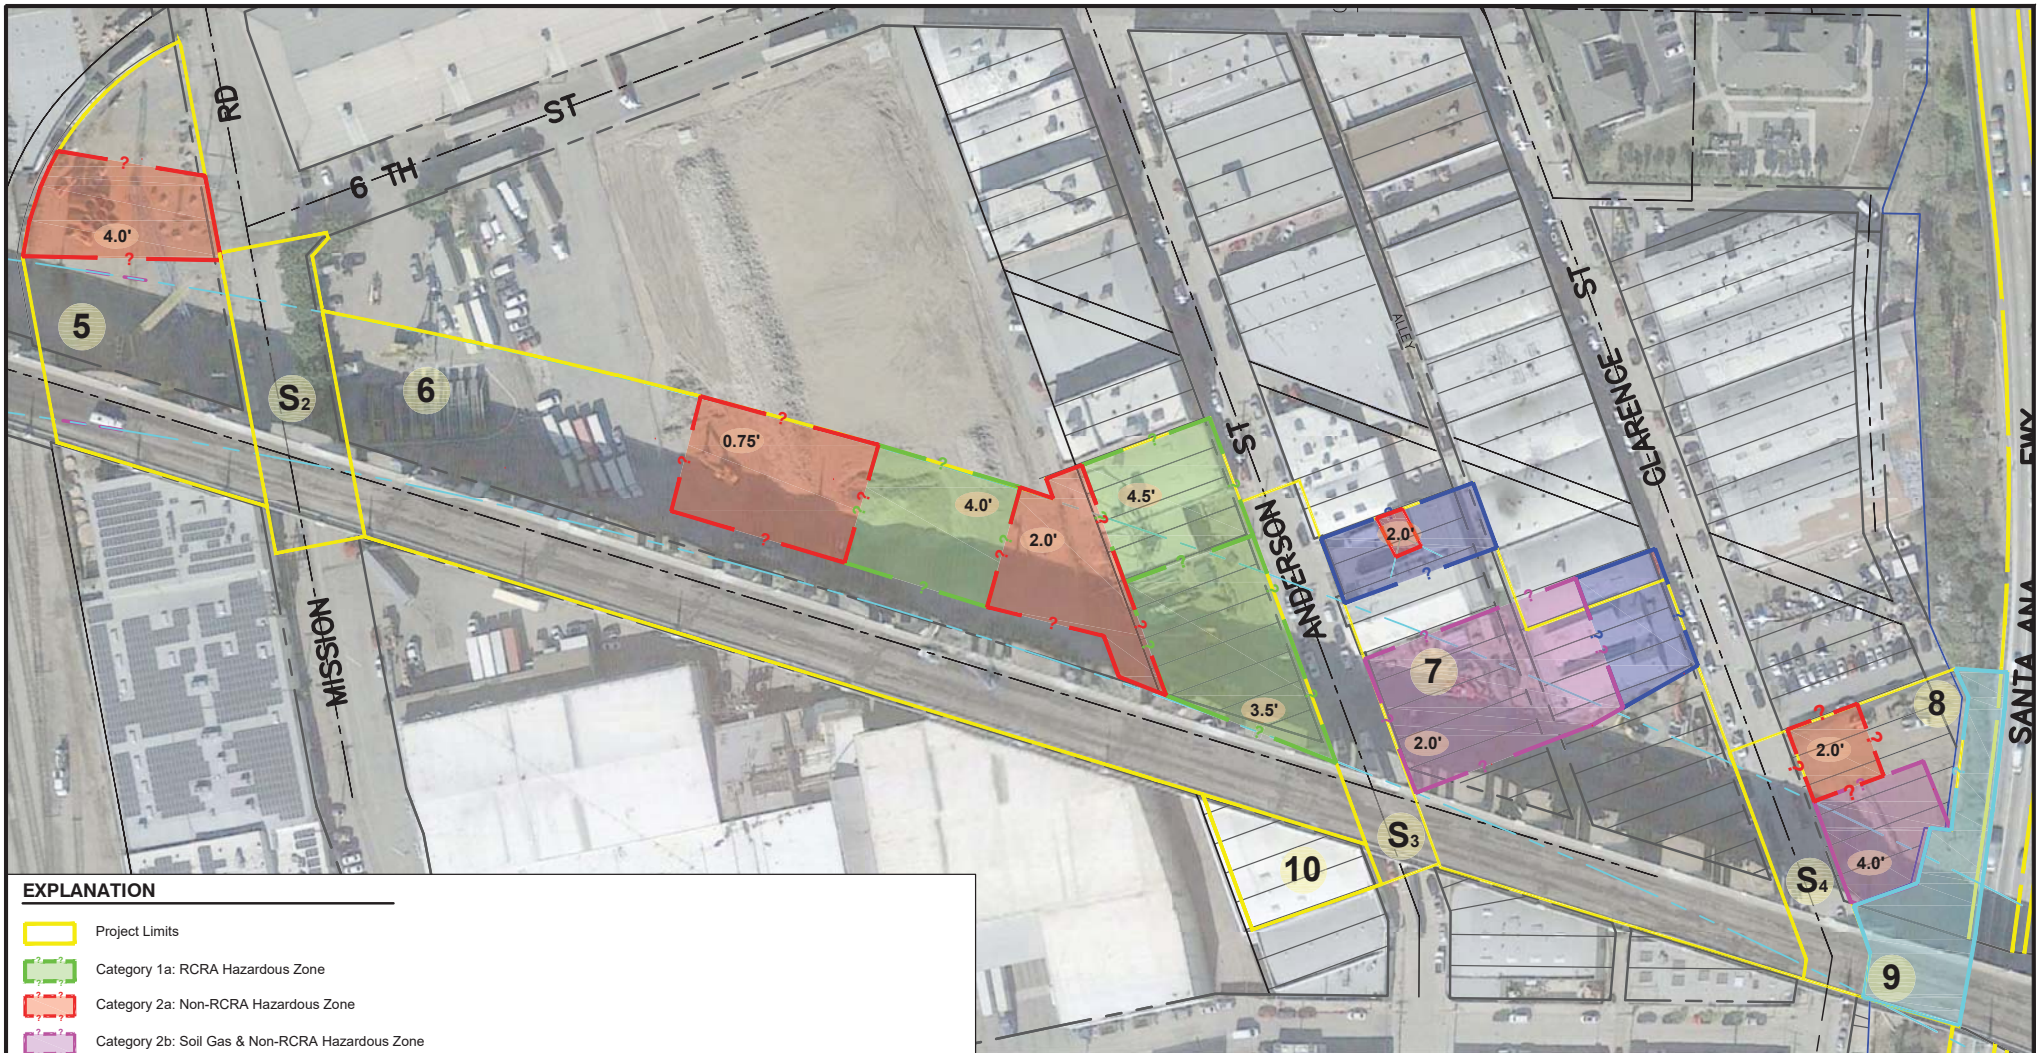 RD
6 TH ST
4.0'
5
S2
6
MISSION
0.75'
4.0'
2.0'
4.5'
3.5'
ST
ANDERSON
ALLEY
ST
CLARENCE
2.0'
7
2.0'
8
2.0'
4.0'
S3
S4
9
10
SANTA ANA FWY
EXPLANATION
Project Limits
Category 1a: RCRA Hazardous Zone
Category 2a: Non-RCRA Hazardous Zone
Category 2b: Soil Gas & Non-RCRA Hazardous Zone